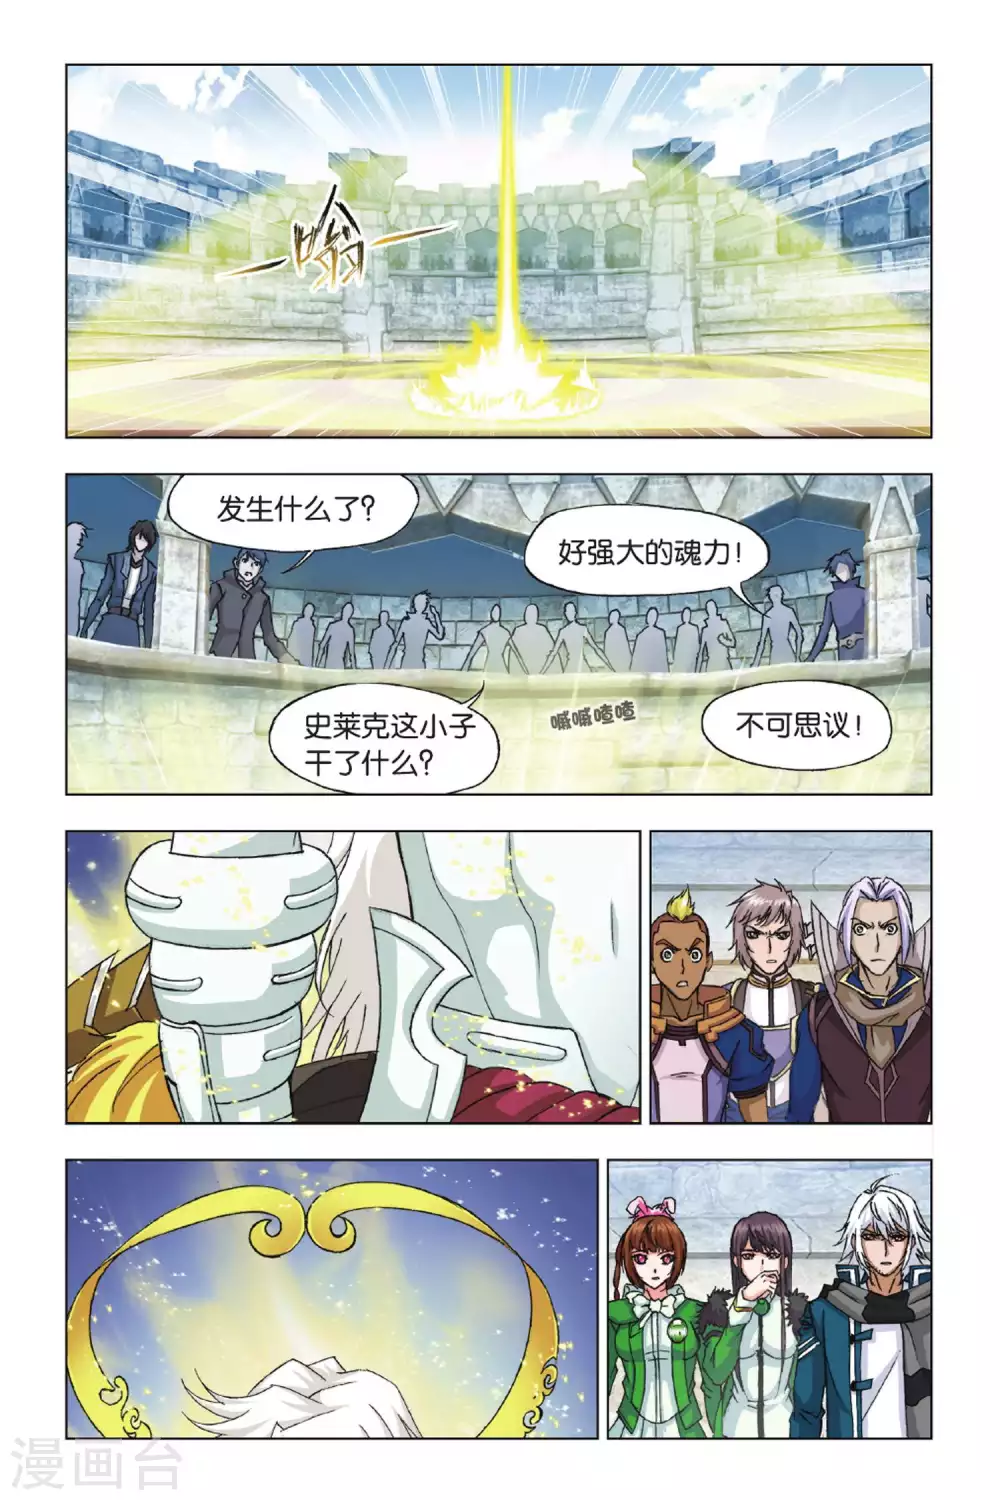 嗡
发生什么了？
好强大的魂力！
史莱克这小子
干了什么？
嘁嘁喳喳
不可思议！
漫画台